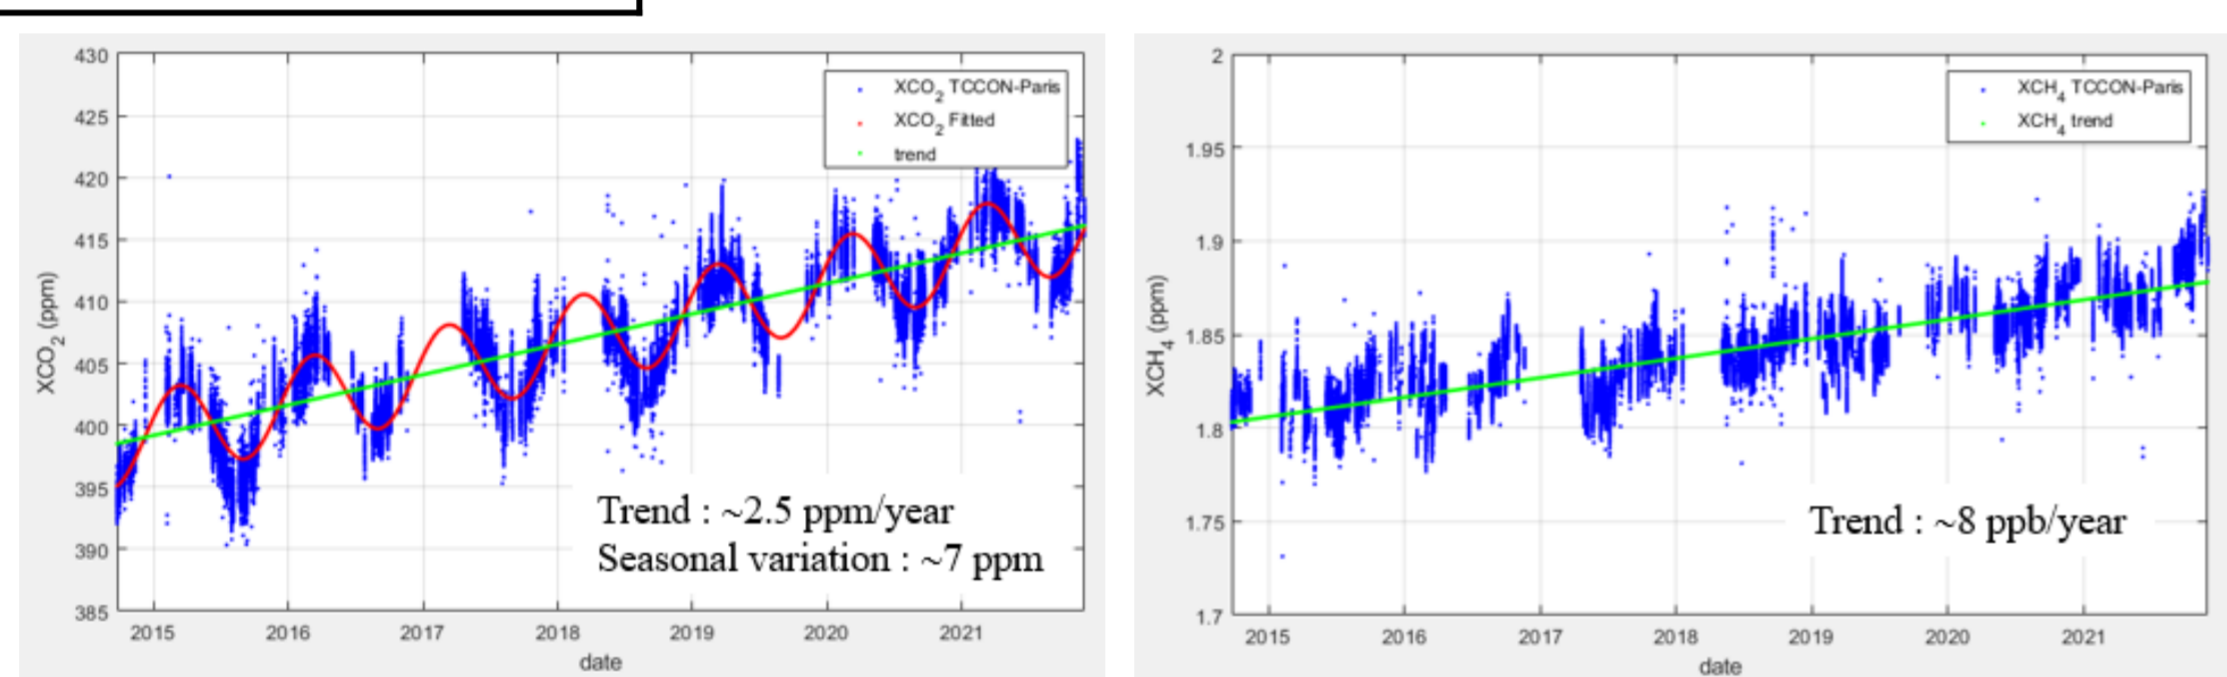 430
425
420
415
410
405
400
395
390
385
XCO2 (ppm)
XCO2 TCCON-Paris
XCO2 Fitted
trend
Trend : ~2.5 ppm/year
Seasonal variation : ~7 ppm
2015 2016 2017 2018 2019 2020 2021
date
2
1.95
1.9
1.85
1.8
1.75
1.7
XCH4 (ppm)
XCH4 TCCON-Paris
XCH4 trend
Trend : ~8 ppb/year
2015 2016 2017 2018 2019 2020 2021
date